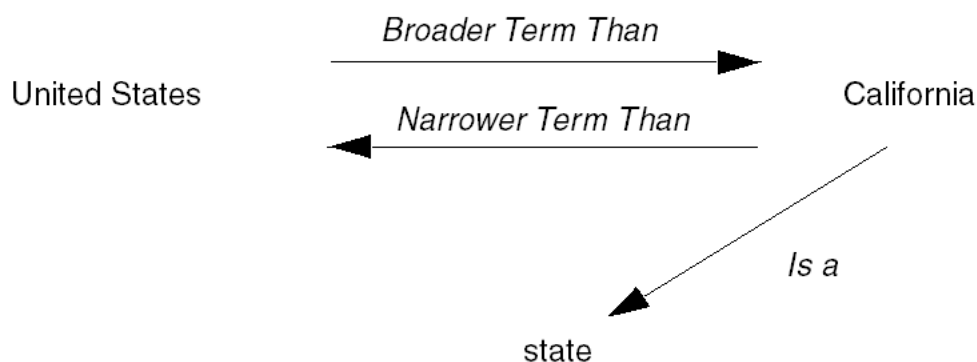 Broader Term Than
United States
California
Narrower Term Than
Is a
state